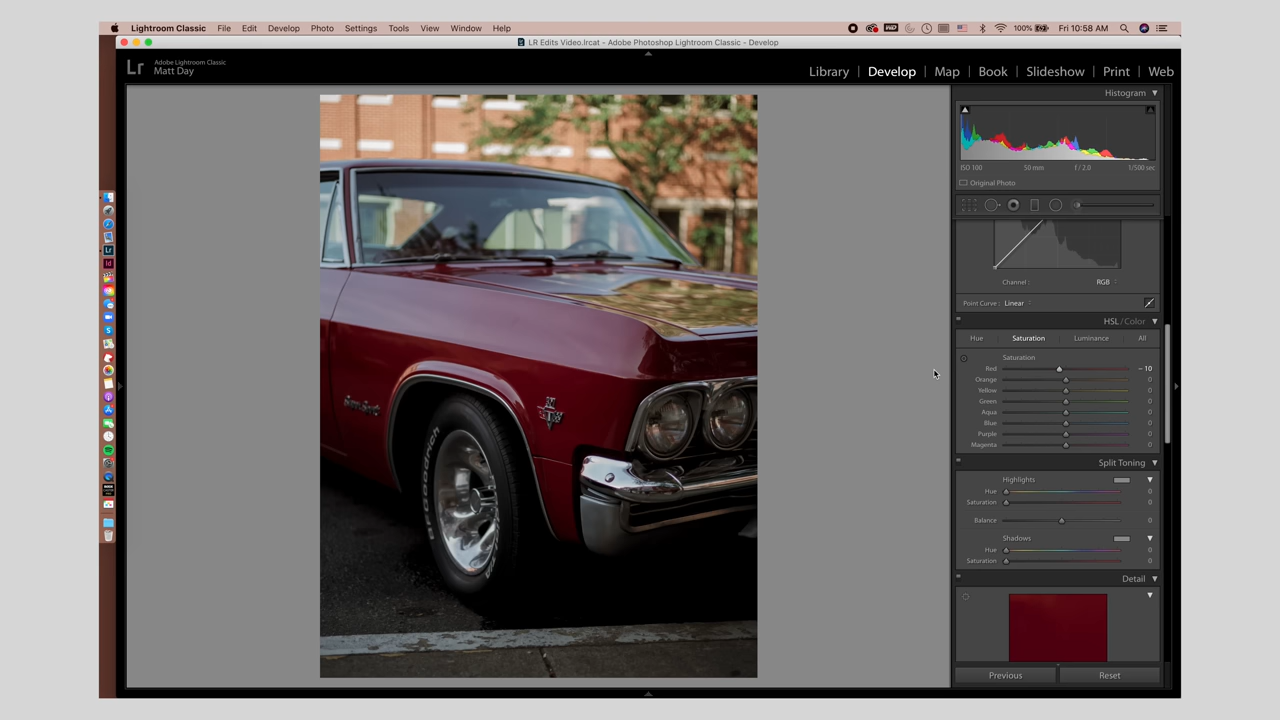 Lightroom Classic File Edit Develop Photo Settings Tools View Window Help 100% Fri 10:58 AM
LR Edits Video.lrcat - Adobe Photoshop Lightroom Classic - Develop
Lr Adobe Lightroom Classic
Matt Day
Library | Develop | Map | Book | Slideshow | Print | Web
Histogram
ISO 100 50 mm f / 2.0 1/500 sec
Original Photo
Channel : RGB
Point Curve : Linear
HSL / Color
Hue Saturation Luminance All
Saturation
Red – 10
Orange 0
Yellow 0
Green 0
Aqua 0
Blue 0
Purple 0
Magenta 0
Split Toning
Highlights
Hue 0
Saturation 0
Balance 0
Shadows
Hue 0
Saturation 0
Detail
Previous Reset
BFGoodrich